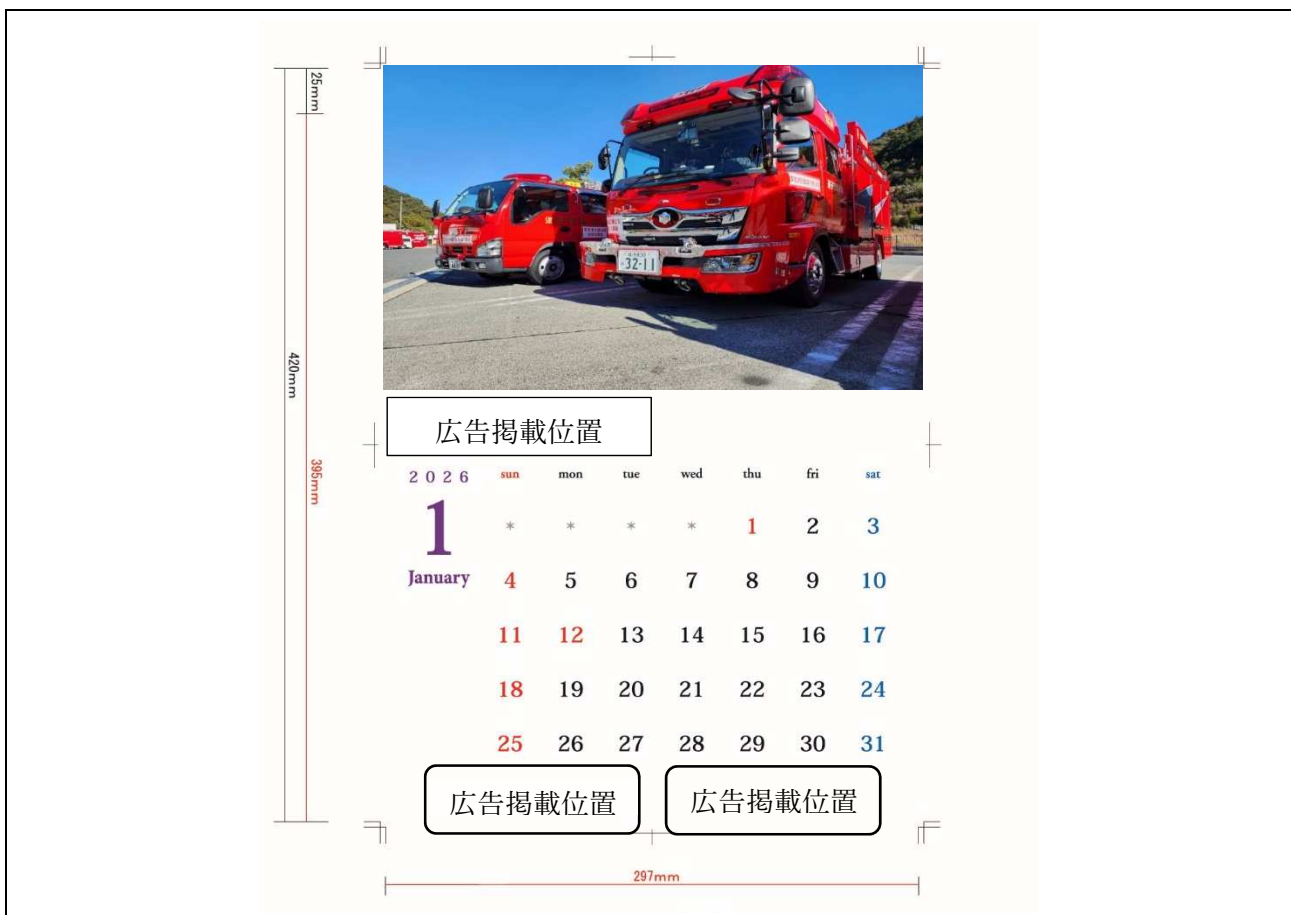 25mm
420mm
395mm
32-11
広告掲載位置
2026 sun mon tue wed thu fri sat
1 * * * * 1 2 3
January 4 5 6 7 8 9 10
11 12 13 14 15 16 17
18 19 20 21 22 23 24
25 26 27 28 29 30 31
広告掲載位置 広告掲載位置
297mm